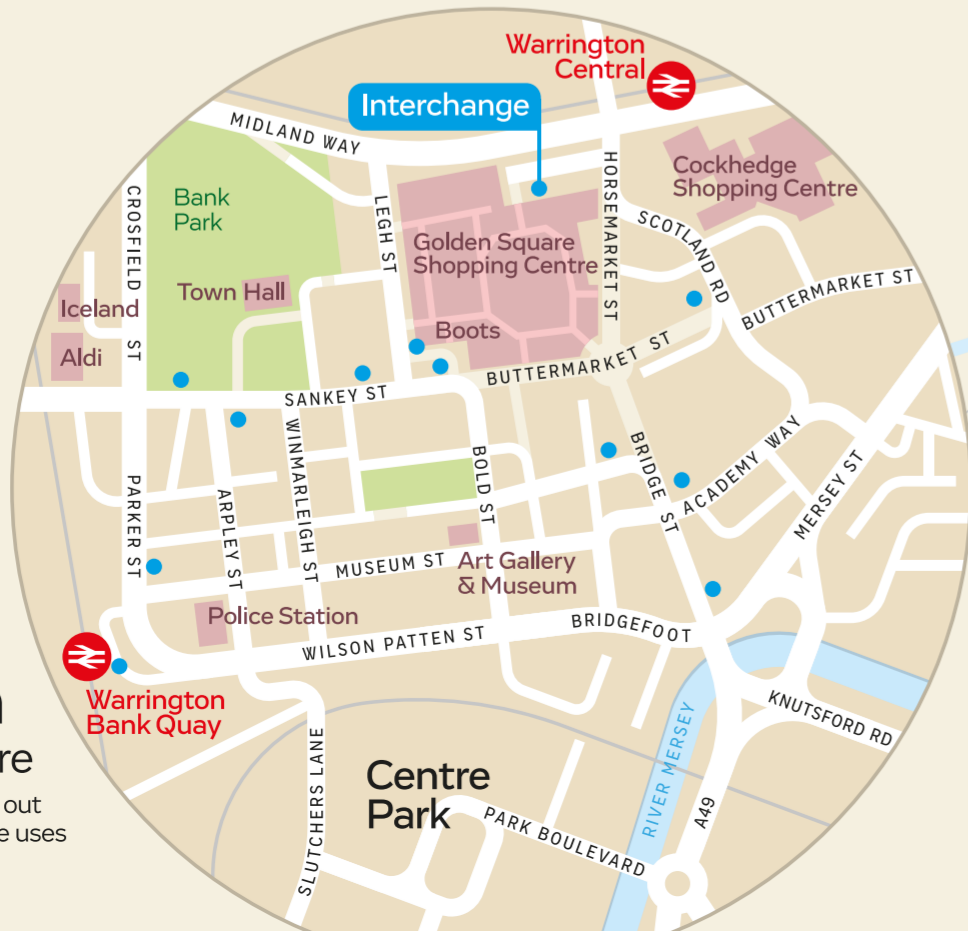 Warrington
Central
Interchange
MIDLAND WAY
Cockhedge
Shopping Centre
HORSEMARKET ST
Bank
Park
CROSFIELD ST
LEGH ST
SCOTLAND RD
Golden Square
Shopping Centre
Town Hall
Iceland
BUTTERMARKET ST
Boots
Aldi
BUTTERMARKET ST
SANKEY ST
WINMARLEIGH ST
BOLD ST
BRIDGE ST
ACADEMY WAY
MERSEY ST
PARKER ST
ARPLEY ST
MUSEUM ST
Art Gallery
& Museum
Police Station
WILSON PATTEN ST
BRIDGEFOOT
Warrington
Bank Quay
KNUTSFORD RD
RIVER MERSEY
SLUTCHERS LANE
Centre
Park
PARK BOULEVARD
A49
re
out
e uses